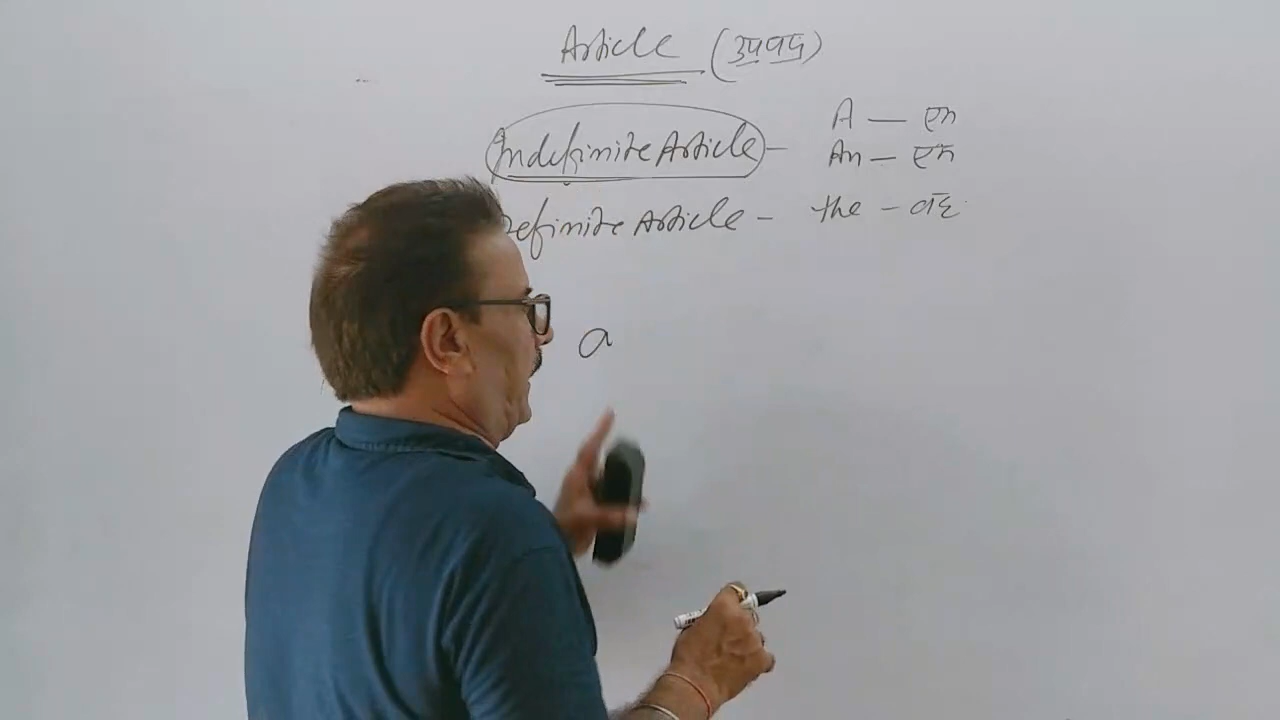 Article (उपपद)
Indefinite Article - A — एक
An — एक
Definite Article - the - वह
a